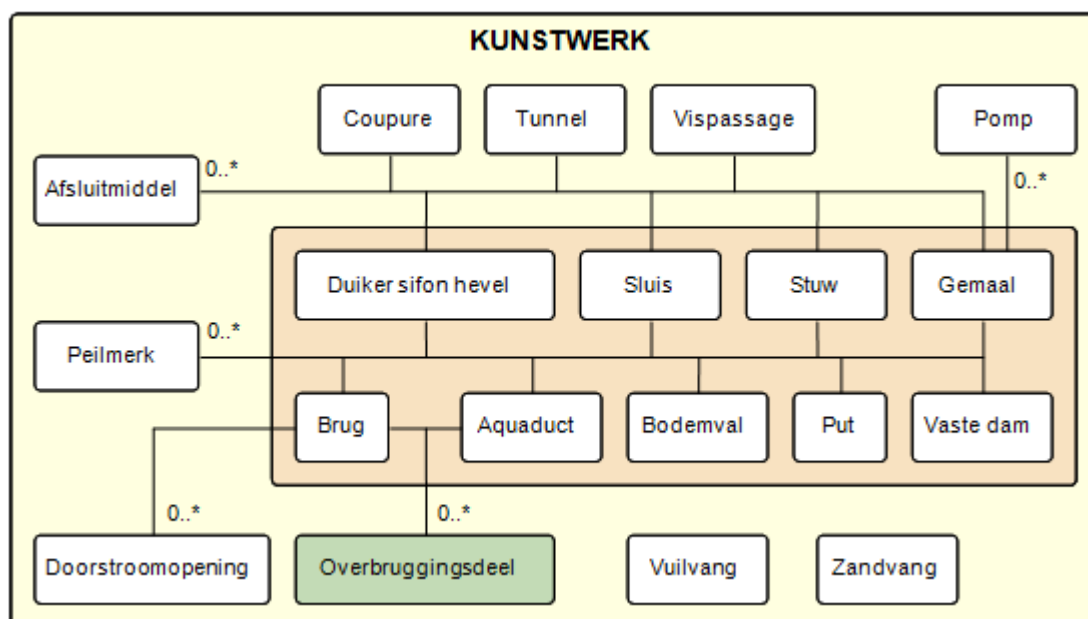 KUNSTWERK
Coupure
Tunnel
Vispassage
Pomp
Afsluitmiddel
0..*
0..*
Duiker sifon hevel
Sluis
Stuw
Gemaal
Peilmerk
0..*
Brug
Aquaduct
Bodemval
Put
Vaste dam
0..*
0..*
Doorstroomopening
Overbruggingsdeel
Vuilvang
Zandvang